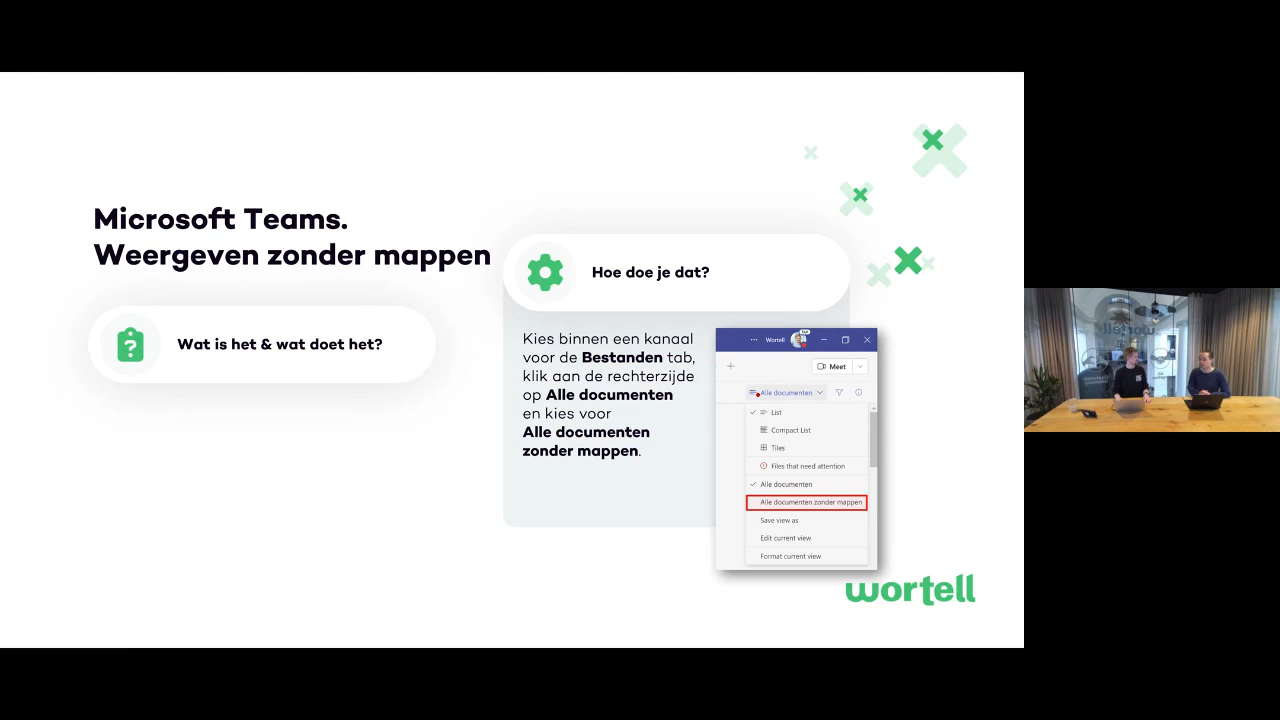 Microsoft Teams.
Weergeven zonder mappen
Wat is het & wat doet het?
Hoe doe je dat?
Kies binnen een kanaal
voor de Bestanden tab,
klik aan de rechterzijde
op Alle documenten
en kies voor
Alle documenten
zonder mappen.
Wortell
Meet
Alle documenten
List
Compact List
Tiles
Files that need attention
Alle documenten
Alle documenten zonder mappen
Save view as
Edit current view
Format current view
wortell
wortell